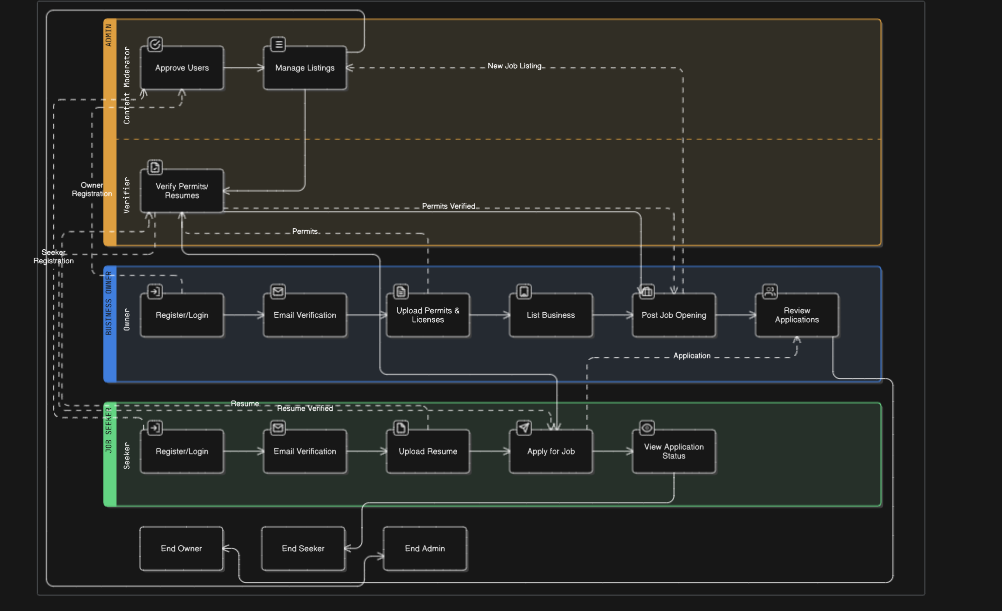 ADMIN
Content Moderator
Approve Users
Manage Listings
New Job Listing
Verifier
Verify Permits/
Resumes
Owner
Registration
Permits Verified
Permits
Seeker
Registration
BUSINESS OWNER
Owner
Register/Login
Email Verification
Upload Permits &
Licenses
List Business
Post Job Opening
Review
Applications
Application
Resume
Resume Verified
JOB SEEKER
Seeker
Register/Login
Email Verification
Upload Resume
Apply for Job
View Application
Status
End Owner
End Seeker
End Admin